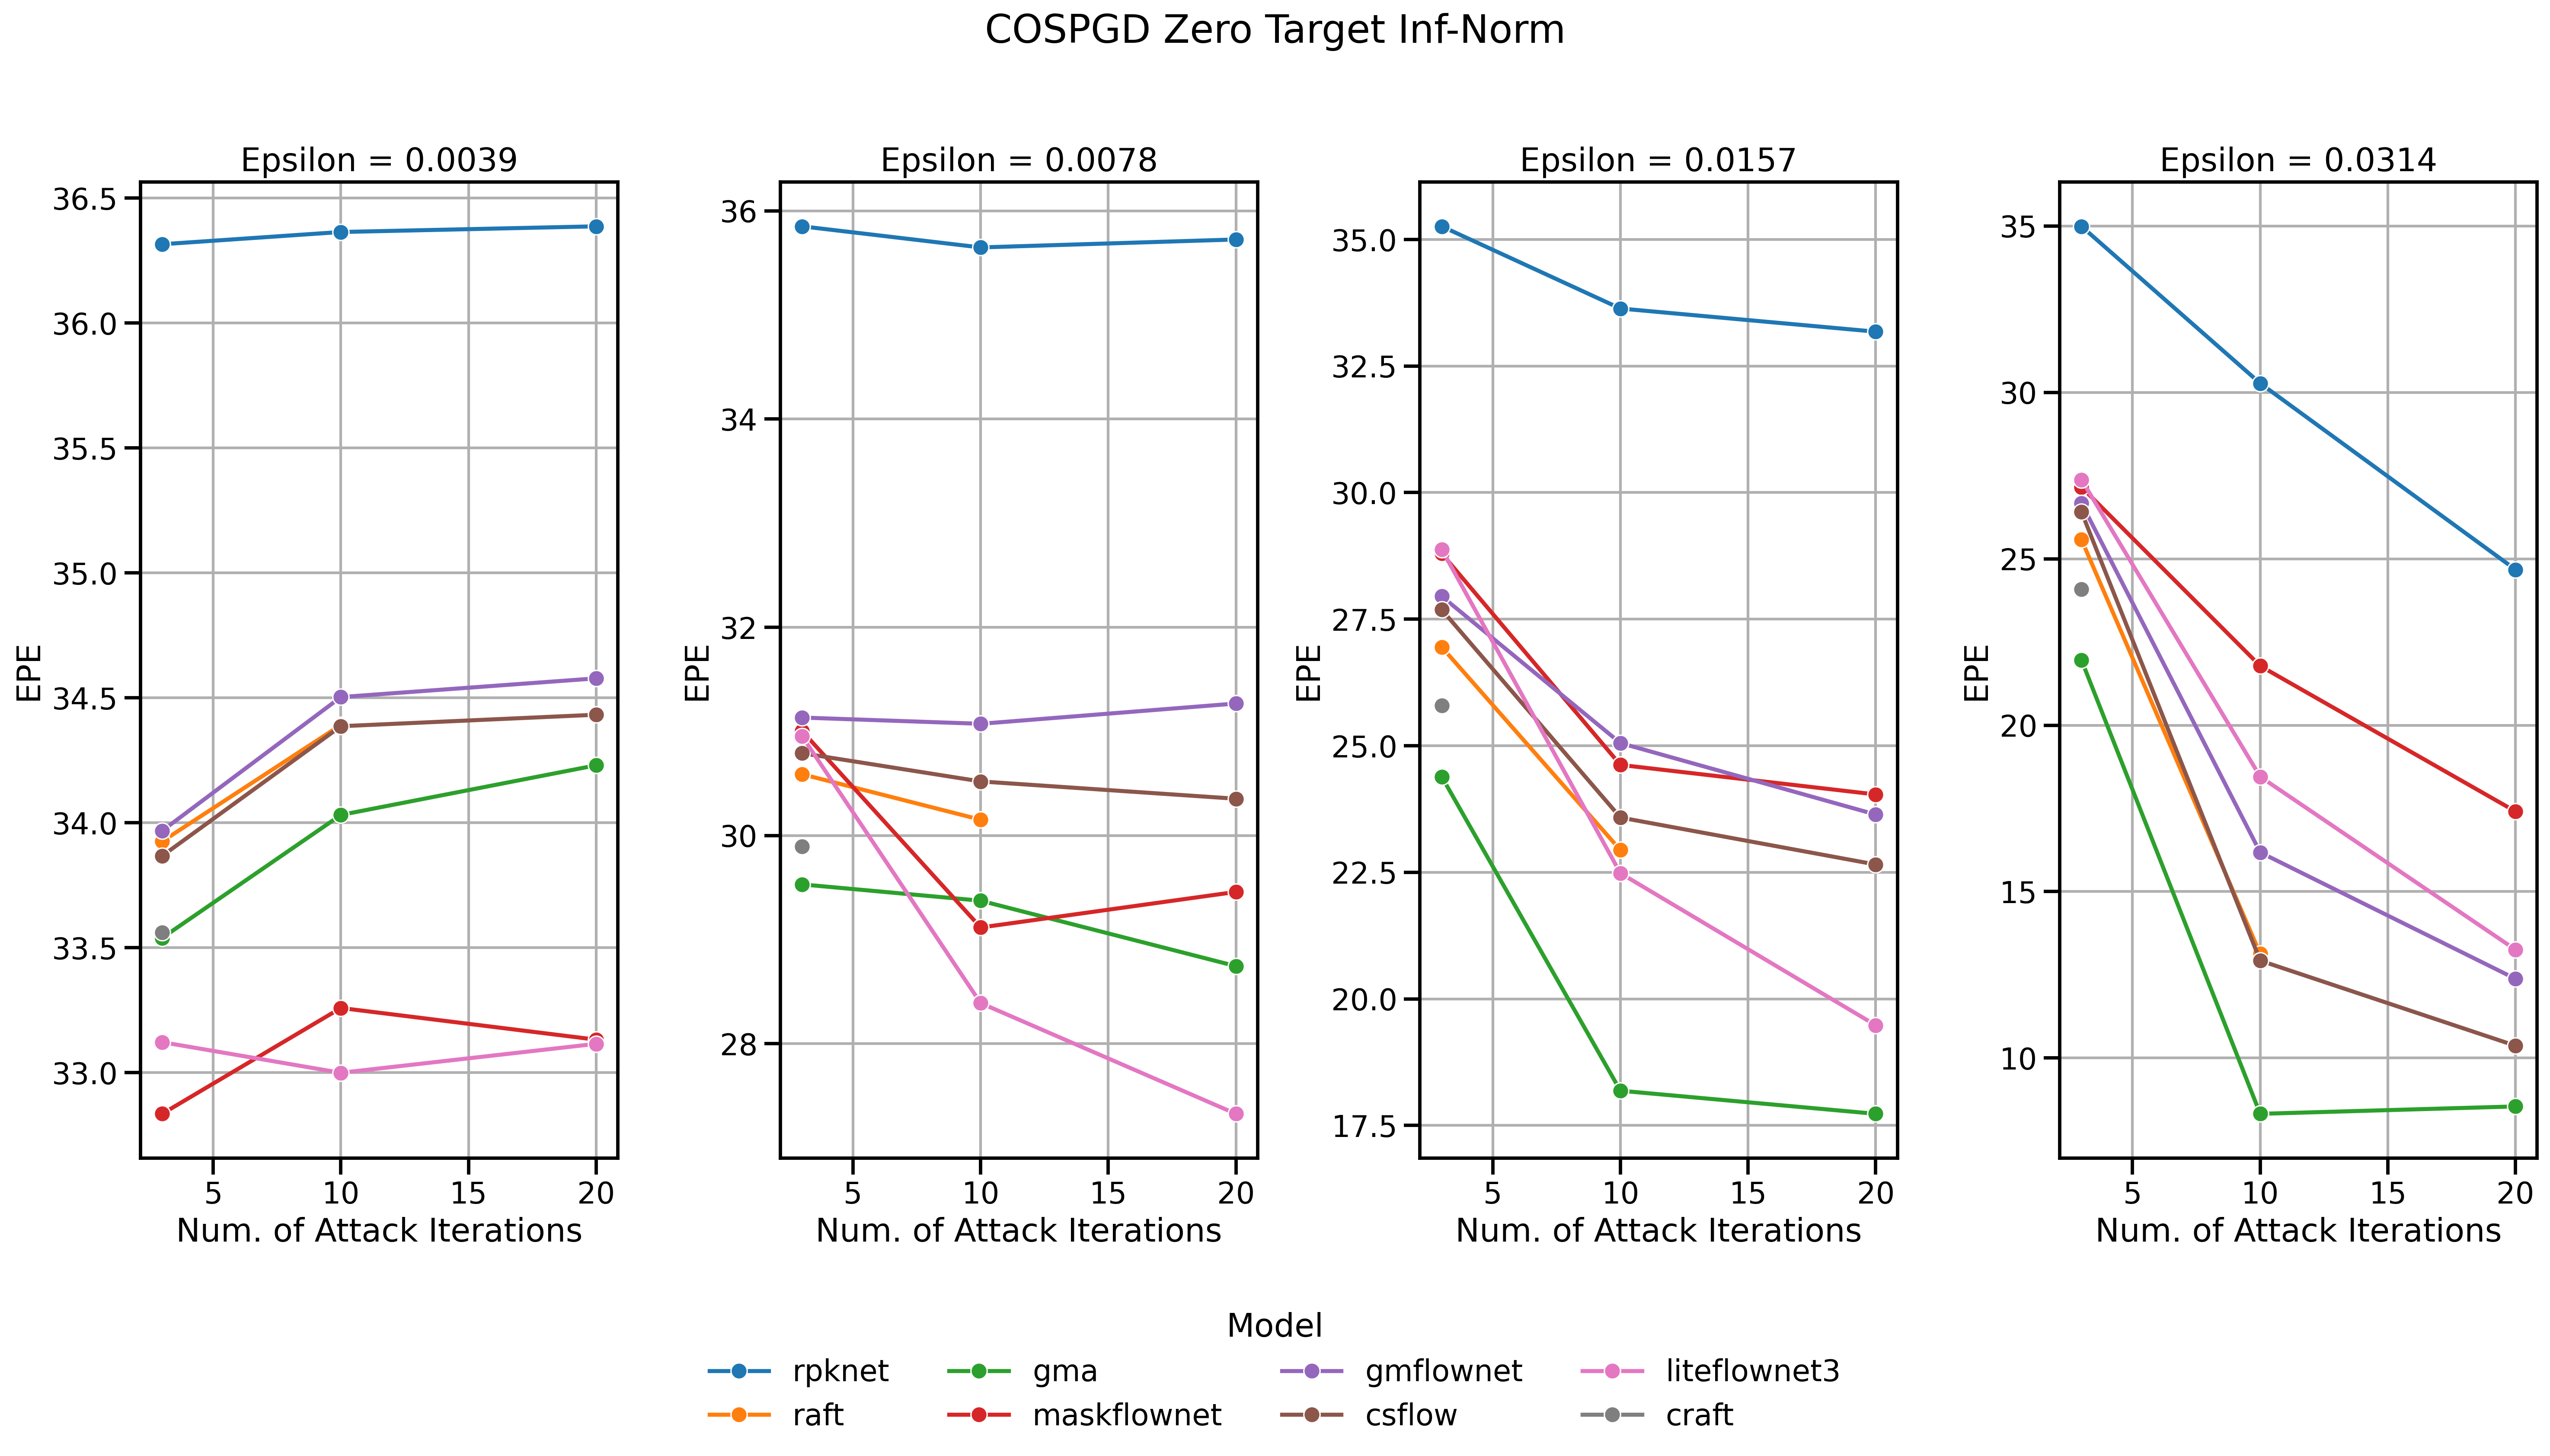 COSPGD Zero Target Inf-Norm
Epsilon = 0.0039
36.5
36.0
35.5
35.0
34.5
34.0
33.5
33.0
EPE
5 10 15 20
Num. of Attack Iterations
Epsilon = 0.0078
36
34
32
30
28
EPE
5 10 15 20
Num. of Attack Iterations
Epsilon = 0.0157
35.0
32.5
30.0
27.5
25.0
22.5
20.0
17.5
EPE
5 10 15 20
Num. of Attack Iterations
Epsilon = 0.0314
35
30
25
20
15
10
EPE
5 10 15 20
Num. of Attack Iterations
Model
rpknet gma gmflownet liteflownet3
raft maskflownet csflow craft